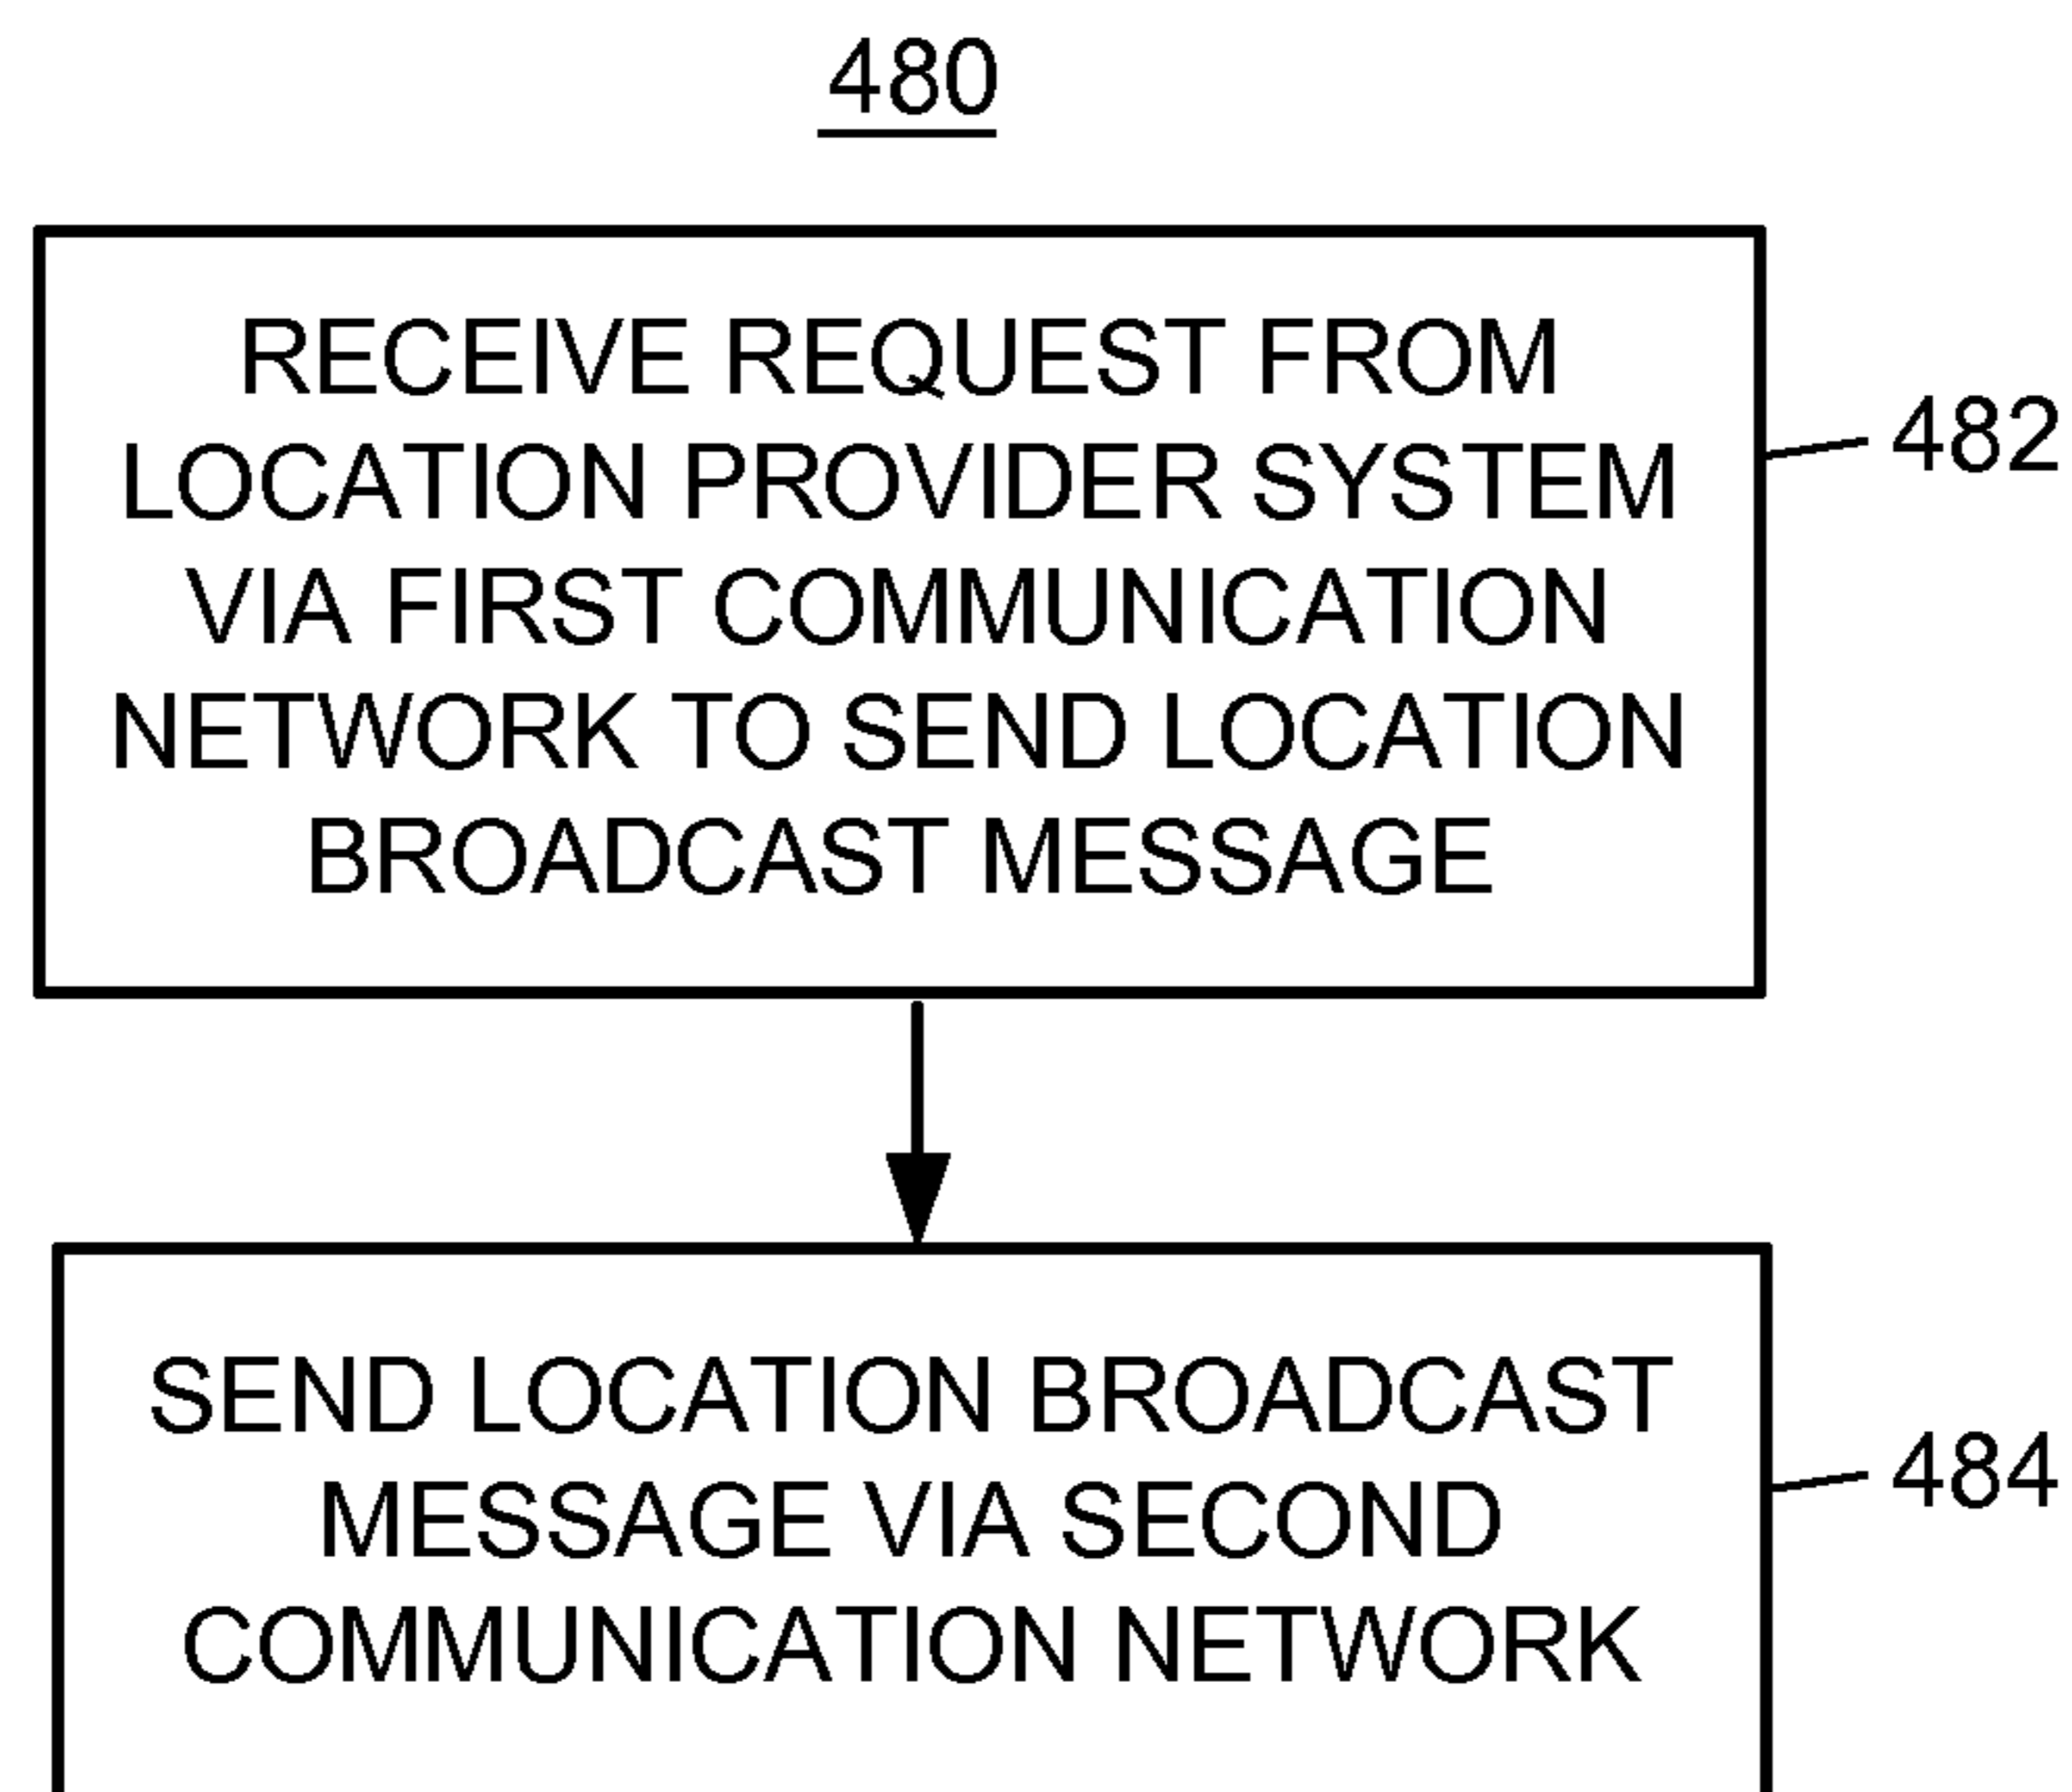 480
RECEIVE REQUEST FROM
LOCATION PROVIDER SYSTEM
VIA FIRST COMMUNICATION
NETWORK TO SEND LOCATION
BROADCAST MESSAGE
482
SEND LOCATION BROADCAST
MESSAGE VIA SECOND
COMMUNICATION NETWORK
484